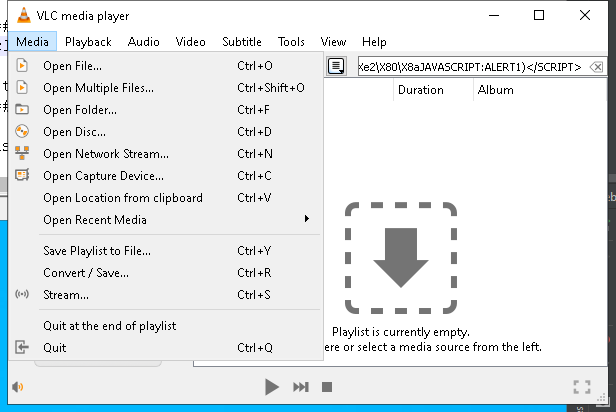 VLC media player
Media Playback Audio Video Subtitle Tools View Help
Xe2\X80\X8aJAVASCRIPT:ALERT1)</SCRIPT>
Duration Album
Open File... Ctrl+O
Open Multiple Files... Ctrl+Shift+O
Open Folder... Ctrl+F
Open Disc... Ctrl+D
Open Network Stream... Ctrl+N
Open Capture Device... Ctrl+C
Open Location from clipboard Ctrl+V
Open Recent Media
Save Playlist to File... Ctrl+Y
Convert / Save... Ctrl+R
Stream... Ctrl+S
Quit at the end of playlist
Quit Ctrl+Q
Playlist is currently empty.
ere or select a media source from the left.